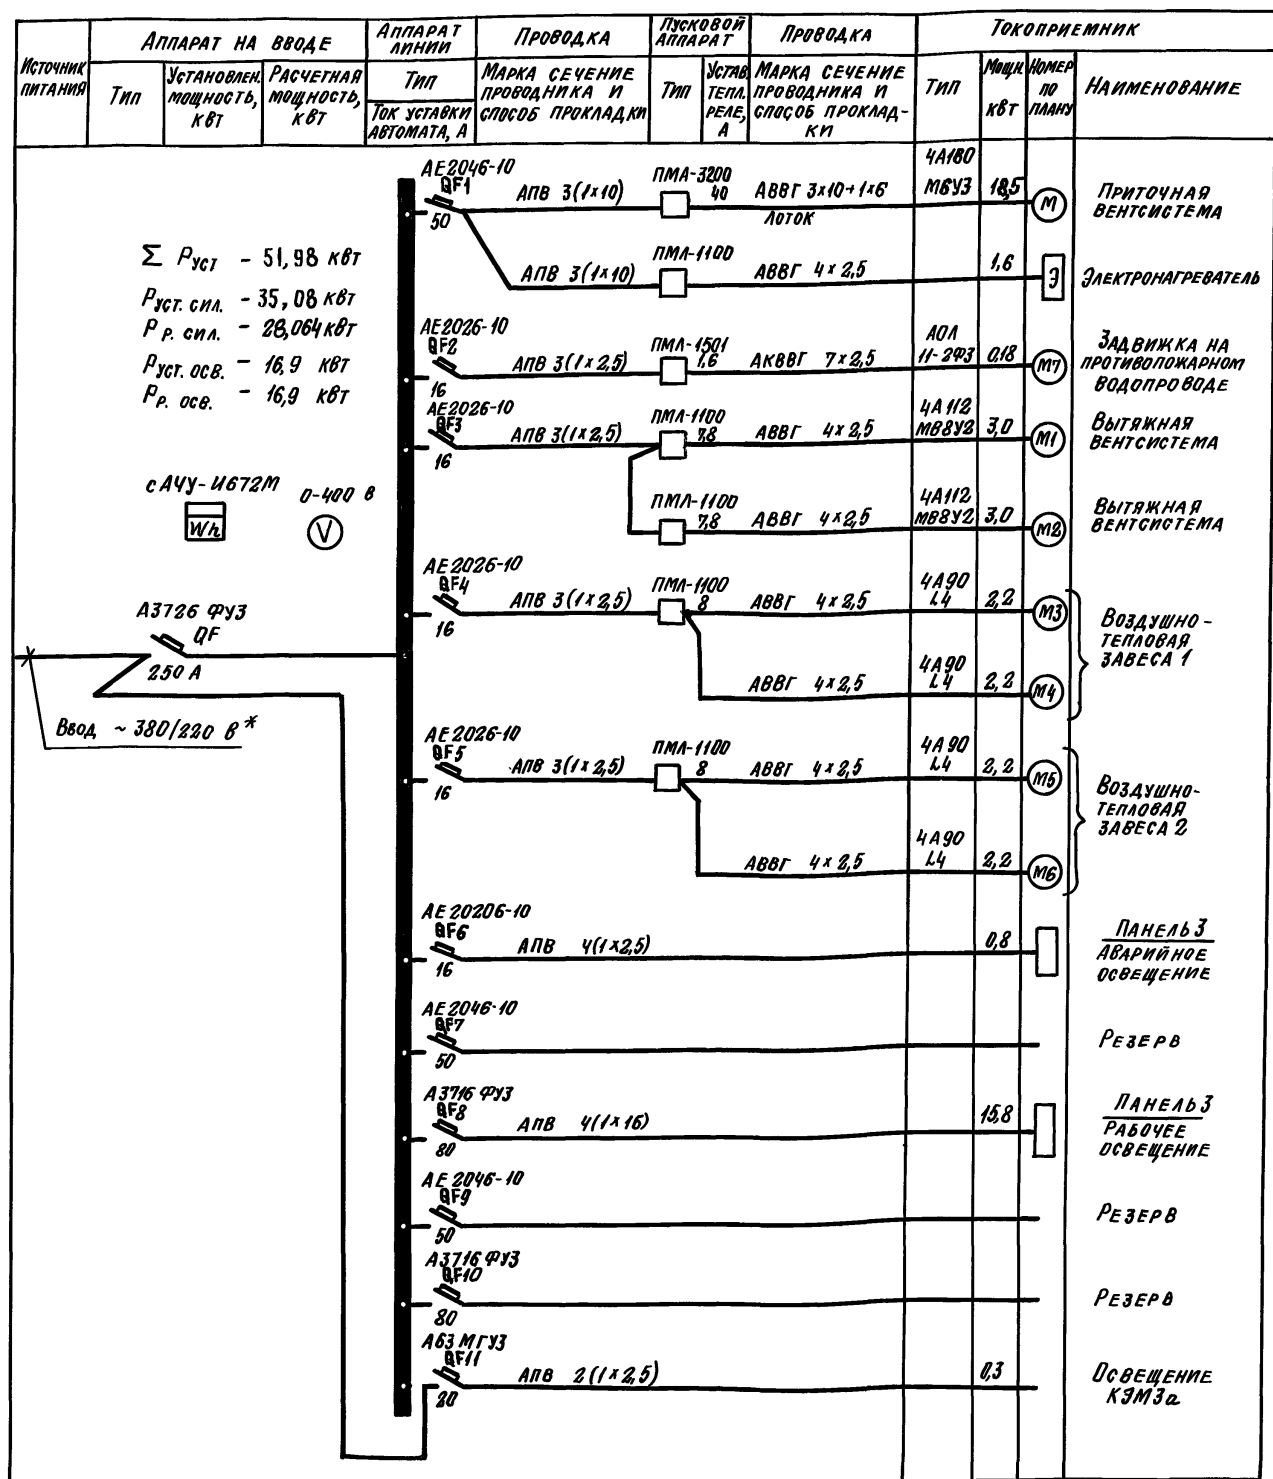 Источник питания
Аппарат на вводе
Тип
Установлен. мощность, кВт
Расчетная мощность, кВт
Аппарат линии
Тип
Ток уставки автомата, А
Проводка
Марка сечение проводника и способ прокладки
Пусковой аппарат
Тип
Устав. тепл. реле, А
Проводка
Марка сечение проводника и способ проклад-ки
Токоприемник
Тип
Мощн. кВт
Номер по плану
Наименование
Σ Руст - 51,98 кВт
Руст. сил. - 35,08 кВт
Рр. сил. - 28,064 кВт
Руст. осв. - 16,9 кВт
Рр. осв. - 16,9 кВт
сАЧУ-И672М
Wh
0-400 В
V
А3726 ФУ3
QF
250 А
Ввод ~ 380/220 В*
АЕ2046-10
QF1
50
АПВ 3(1×10)
ПМА-3200
40
АВВГ 3×10+1×6
Лоток
4А180
М6У3
18,5
М
Приточная
вентсистема
АПВ 3(1×10)
ПМЛ-1100
АВВГ 4×2,5
1,6
Э
Электронагреватель
АЕ2026-10
QF2
16
АПВ 3(1×2,5)
ПМЛ-1501
1,6
АКВВГ 7×2,5
АОЛ
11-2Ф3
0,18
М7
Задвижка на
противопожарном
водопроводе
АЕ2026-10
QF3
16
АПВ 3(1×2,5)
ПМЛ-1100
7,8
АВВГ 4×2,5
4А112
МВ8У2
3,0
М1
Вытяжная
вентсистема
ПМЛ-1100
7,8
АВВГ 4×2,5
4А112
МВ8У2
3,0
М2
Вытяжная
вентсистема
АЕ2026-10
QF4
16
АПВ 3(1×2,5)
ПМЛ-1100
8
АВВГ 4×2,5
4А90
L4
2,2
М3
Воздушно-
тепловая
завеса 1
АВВГ 4×2,5
4А90
L4
2,2
М4
АЕ2026-10
QF5
16
АПВ 3(1×2,5)
ПМЛ-1100
8
АВВГ 4×2,5
4А90
L4
2,2
М5
Воздушно-
тепловая
завеса 2
АВВГ 4×2,5
4А90
L4
2,2
М6
АЕ20206-10
QF6
16
АПВ 4(1×2,5)
0,8
Панель 3
Аварийное
освещение
АЕ2046-10
QF7
50
Резерв
А3716 ФУ3
QF8
80
АПВ 4(1×16)
15,8
Панель 3
Рабочее
освещение
АЕ2046-10
QF9
50
Резерв
А3716 ФУ3
QF10
80
Резерв
А63 МГУ3
QF11
20
АПВ 2(1×2,5)
0,3
Освещение
КЭМЗа